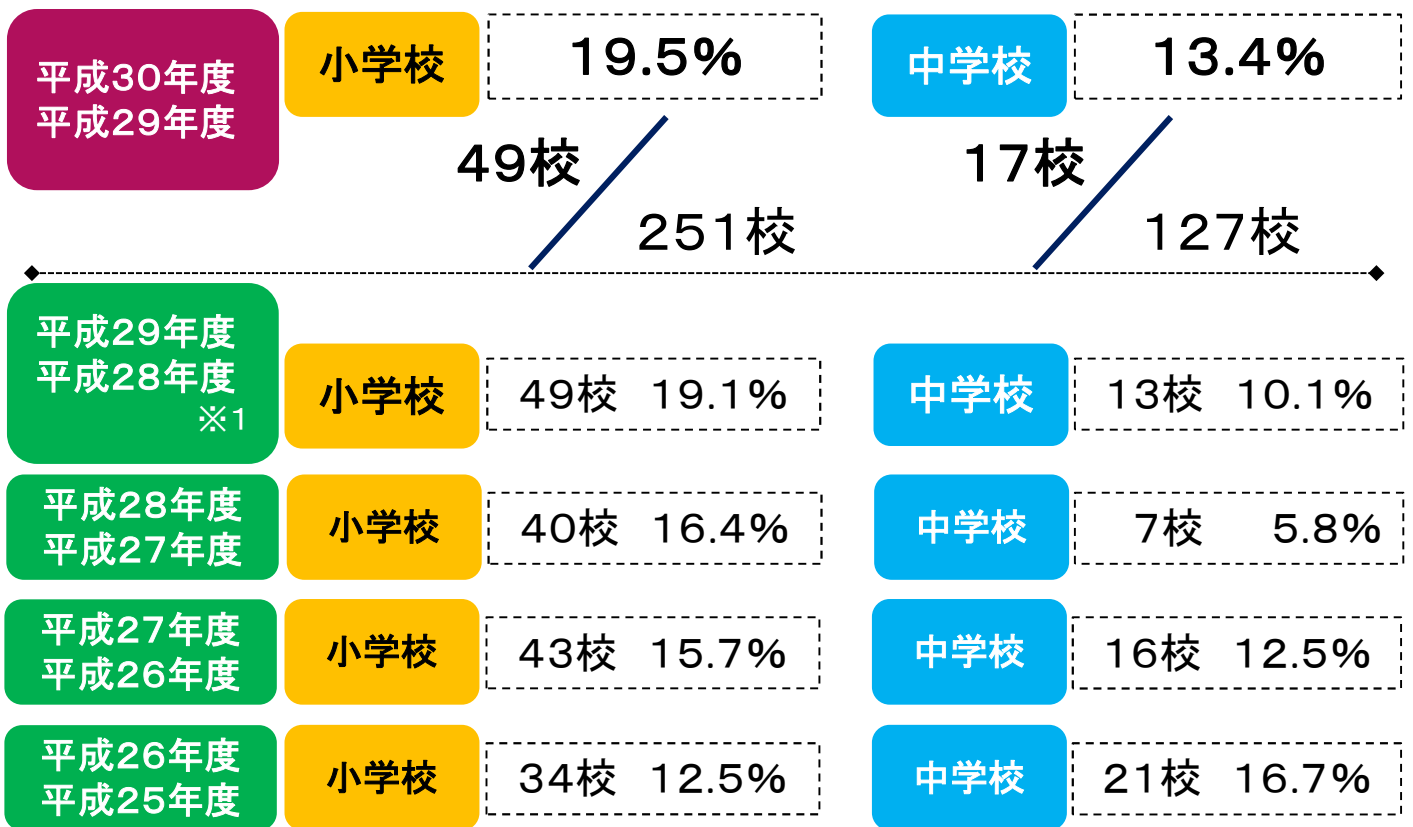 平成30年度
平成29年度
小学校
19.5%
中学校
13.4%
49校
251校
17校
127校
平成29年度
平成28年度
※1
小学校
49校 19.1%
中学校
13校 10.1%
平成28年度
平成27年度
小学校
40校 16.4%
中学校
7校 5.8%
平成27年度
平成26年度
小学校
43校 15.7%
中学校
16校 12.5%
平成26年度
平成25年度
小学校
34校 12.5%
中学校
21校 16.7%